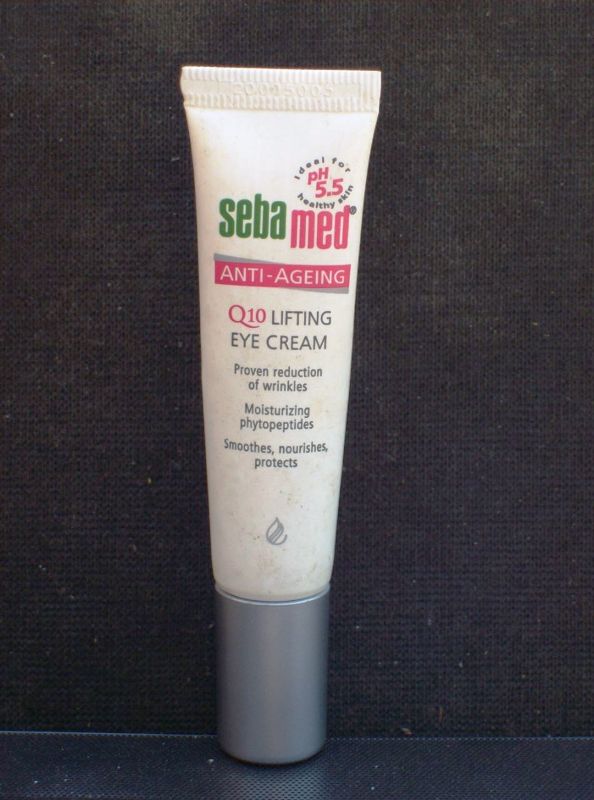 Ideal for
pH
5.5
healthy skin
sebamed®
ANTI-AGEING
Q10 LIFTING
EYE CREAM
Proven reduction
of wrinkles
Moisturizing
phytopeptides
Smoothes, nourishes,
protects